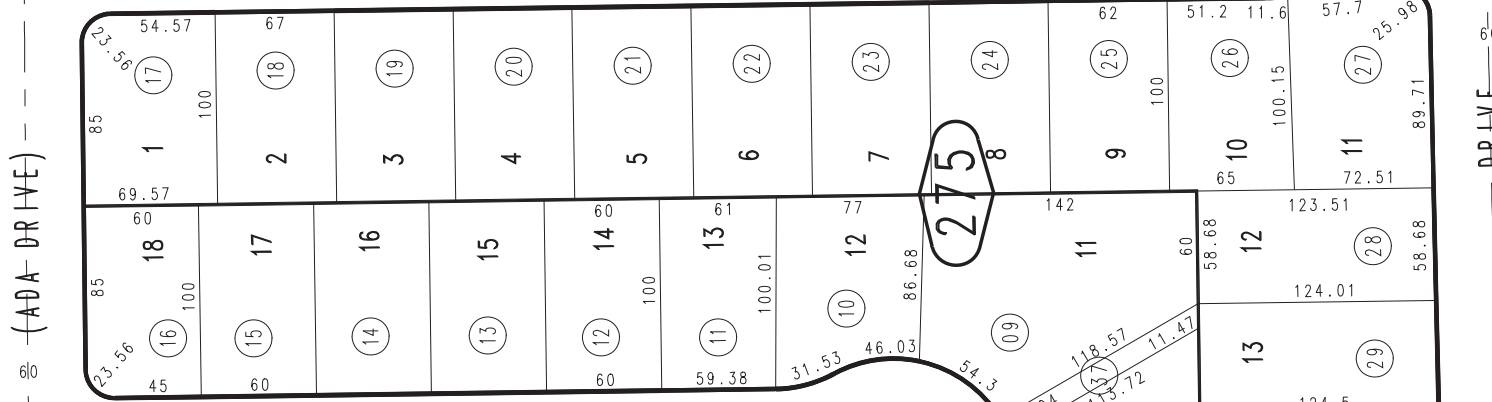 54.57 67 62 51.2 11.6 57.7 25.98
23.56
17 18 19 20 21 22 23 24 25 26 27
85 100 100 100.15 89.71
1 2 3 4 5 6 7 8 9 10 11
69.57 65 72.51
275
60 60 61 77 142 123.51
18 17 16 15 14 13 12 11 60 58.68 12 28 58.68
85 100 100 100.01 86.68
124.01
16 15 14 13 12 11 10 09 118.57 11.47 13 29
23.56 45 60 60 59.38 31.53 46.03 54.3 37 113.72
(ADA DRIVE)
60
DRIVE